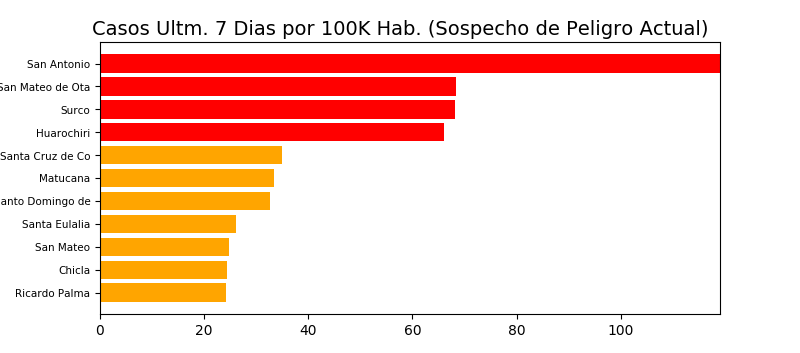 Casos Ultm. 7 Dias por 100K Hab. (Sospecho de Peligro Actual)
San Antonio
San Mateo de Ota
Surco
Huarochiri
Santa Cruz de Co
Matucana
anto Domingo de
Santa Eulalia
San Mateo
Chicla
Ricardo Palma
0 20 40 60 80 100